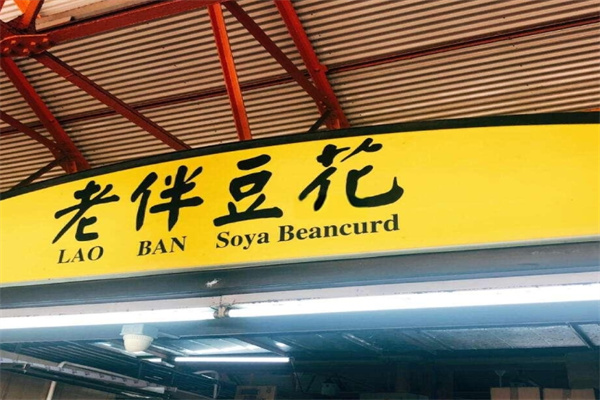 老伴豆花
LAO BAN Soya Beancurd